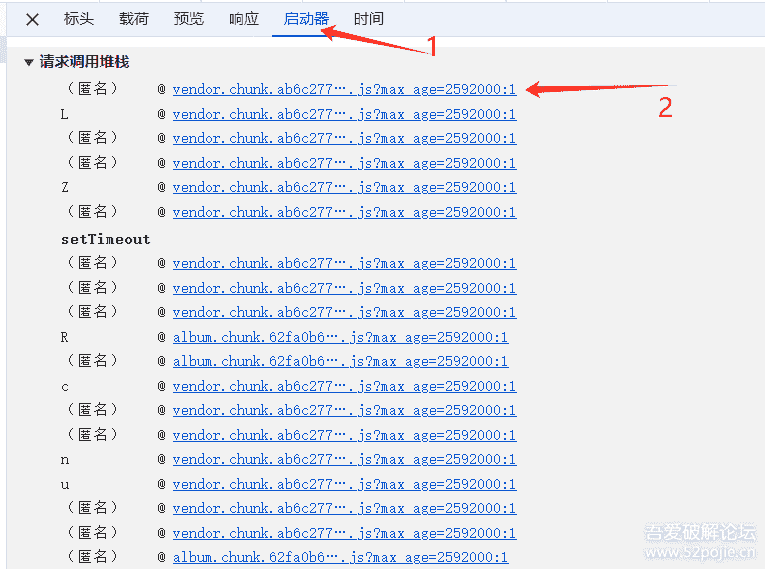 × 标头 载荷 预览 响应 启动器 时间
1
▼ 请求调用堆栈
（匿名） @ vendor.chunk.ab6c277….js?max_age=2592000:1
2
L @ vendor.chunk.ab6c277….js?max_age=2592000:1
（匿名） @ vendor.chunk.ab6c277….js?max_age=2592000:1
（匿名） @ vendor.chunk.ab6c277….js?max_age=2592000:1
Z @ vendor.chunk.ab6c277….js?max_age=2592000:1
（匿名） @ vendor.chunk.ab6c277….js?max_age=2592000:1
setTimeout
（匿名） @ vendor.chunk.ab6c277….js?max_age=2592000:1
（匿名） @ vendor.chunk.ab6c277….js?max_age=2592000:1
（匿名） @ vendor.chunk.ab6c277….js?max_age=2592000:1
R @ album.chunk.62fa0b6….js?max_age=2592000:1
（匿名） @ album.chunk.62fa0b6….js?max_age=2592000:1
c @ vendor.chunk.ab6c277….js?max_age=2592000:1
（匿名） @ vendor.chunk.ab6c277….js?max_age=2592000:1
（匿名） @ vendor.chunk.ab6c277….js?max_age=2592000:1
n @ vendor.chunk.ab6c277….js?max_age=2592000:1
u @ vendor.chunk.ab6c277….js?max_age=2592000:1
（匿名） @ vendor.chunk.ab6c277….js?max_age=2592000:1
（匿名） @ vendor.chunk.ab6c277….js?max_age=2592000:1
（匿名） @ album.chunk.62fa0b6….js?max_age=2592000:1
吾爱破解论坛
www.52pojie.cn